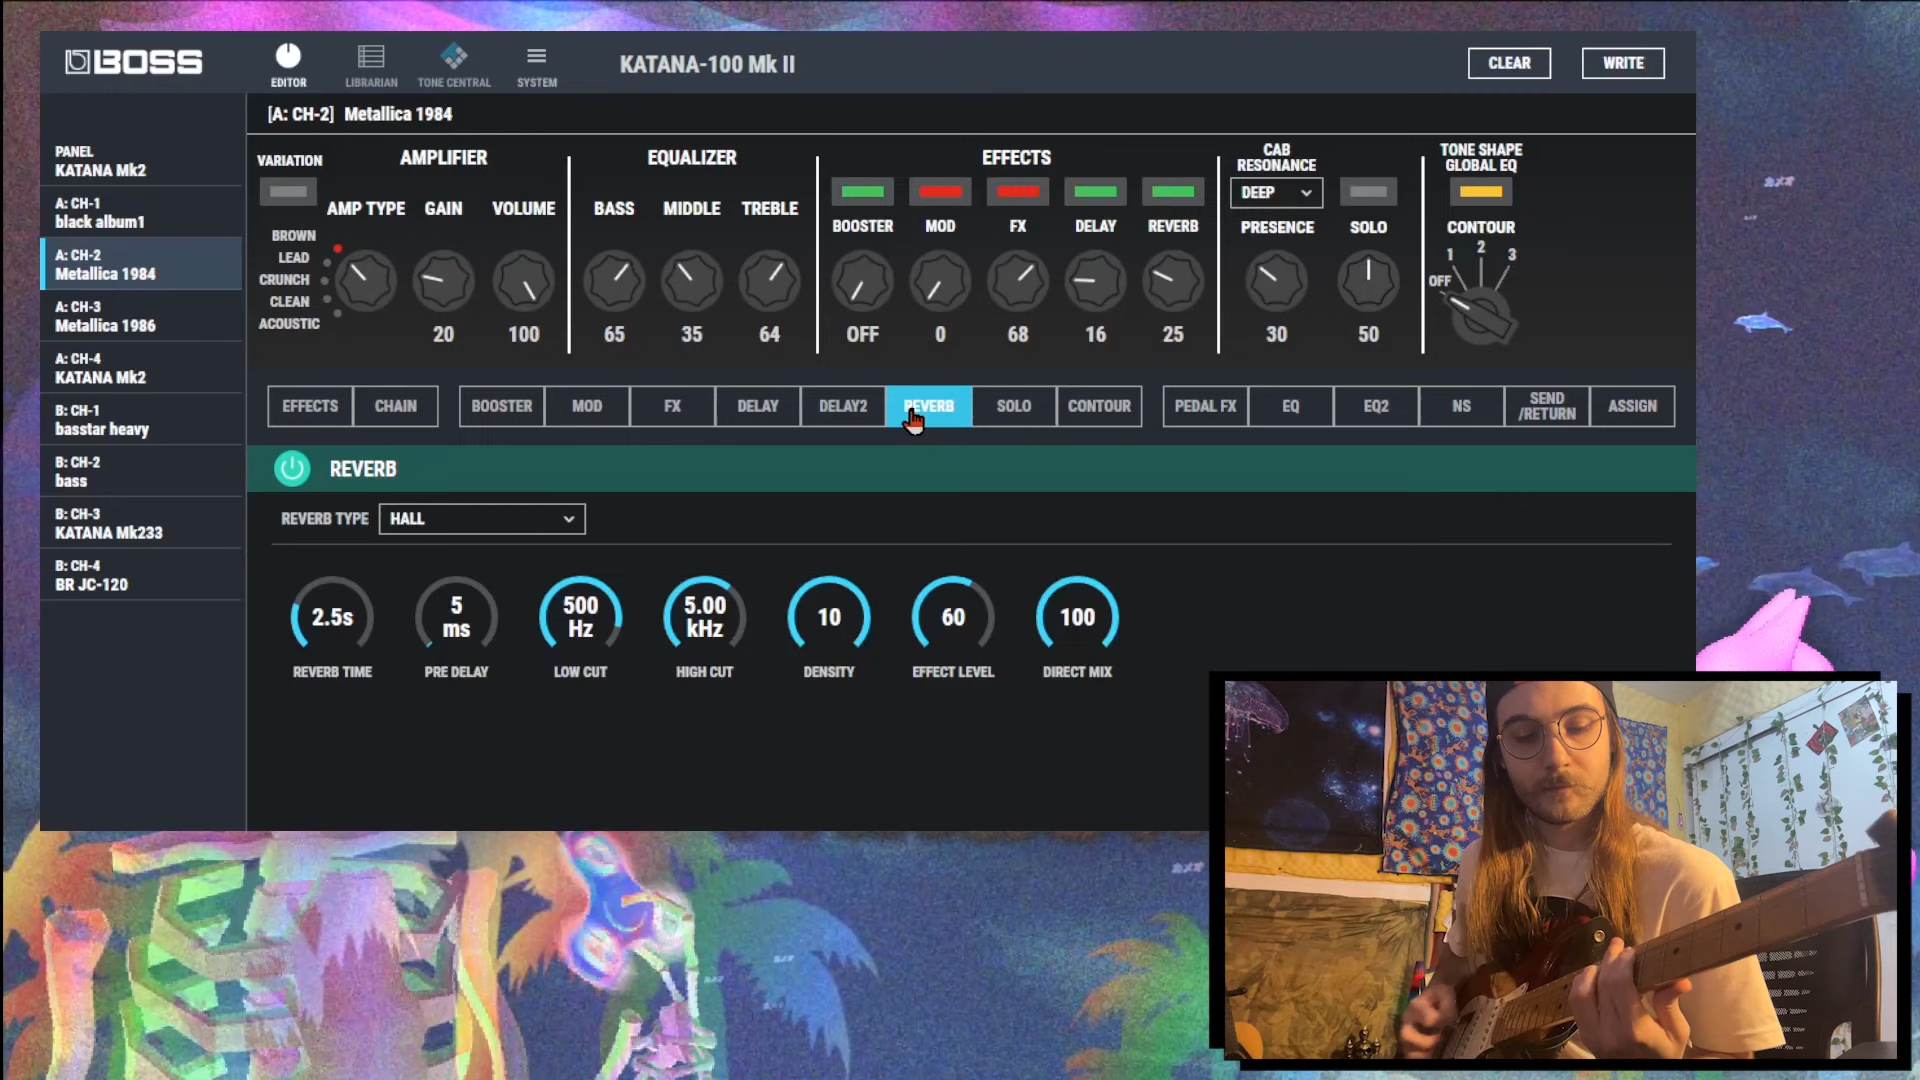 BOSS
EDITOR
LIBRARIAN
TONE CENTRAL
SYSTEM
KATANA-100 Mk II
CLEAR
WRITE
[A: CH-2] Metallica 1984
PANEL
KATANA Mk2
A: CH-1
black album1
A: CH-2
Metallica 1984
A: CH-3
Metallica 1986
A: CH-4
KATANA Mk2
B: CH-1
basstar heavy
B: CH-2
bass
B: CH-3
KATANA Mk233
B: CH-4
BR JC-120
VARIATION
AMPLIFIER
AMP TYPE
GAIN
VOLUME
BROWN
LEAD
CRUNCH
CLEAN
ACOUSTIC
20
100
EQUALIZER
BASS
MIDDLE
TREBLE
65
35
64
EFFECTS
BOOSTER
MOD
FX
DELAY
REVERB
OFF
0
68
16
25
CAB
RESONANCE
DEEP
PRESENCE
SOLO
30
50
TONE SHAPE
GLOBAL EQ
CONTOUR
OFF
1
2
3
EFFECTS
CHAIN
BOOSTER
MOD
FX
DELAY
DELAY2
REVERB
SOLO
CONTOUR
PEDAL FX
EQ
EQ2
NS
SEND
/RETURN
ASSIGN
REVERB
REVERB TYPE
HALL
2.5s
REVERB TIME
5
ms
PRE DELAY
500
Hz
LOW CUT
5.00
kHz
HIGH CUT
10
DENSITY
60
EFFECT LEVEL
100
DIRECT MIX